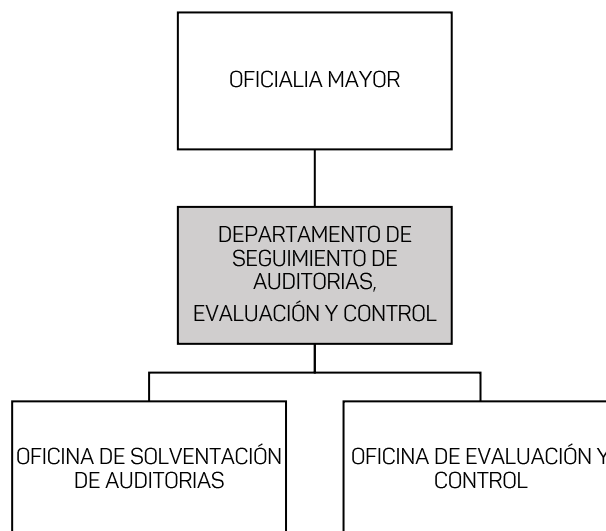 OFICIALIA MAYOR
DEPARTAMENTO DE
SEGUIMIENTO DE
AUDITORIAS,
EVALUACIÓN Y CONTROL
OFICINA DE SOLVENTACIÓN
DE AUDITORIAS
OFICINA DE EVALUACIÓN Y
CONTROL